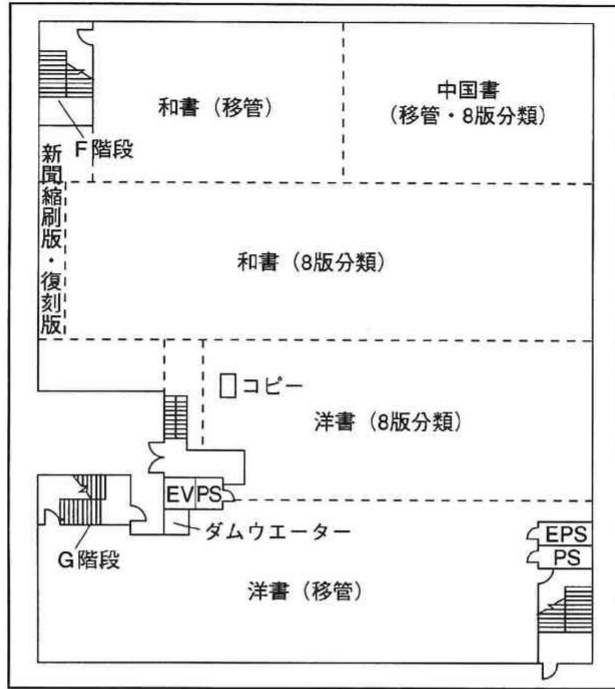 中国書
(移管・8版分類)
和書(移管)
F階段
新聞縮刷版・復刻版
和書(8版分類)
コピー
洋書(8版分類)
EV
PS
ダムウエーター
G階段
EPS
PS
洋書(移管)